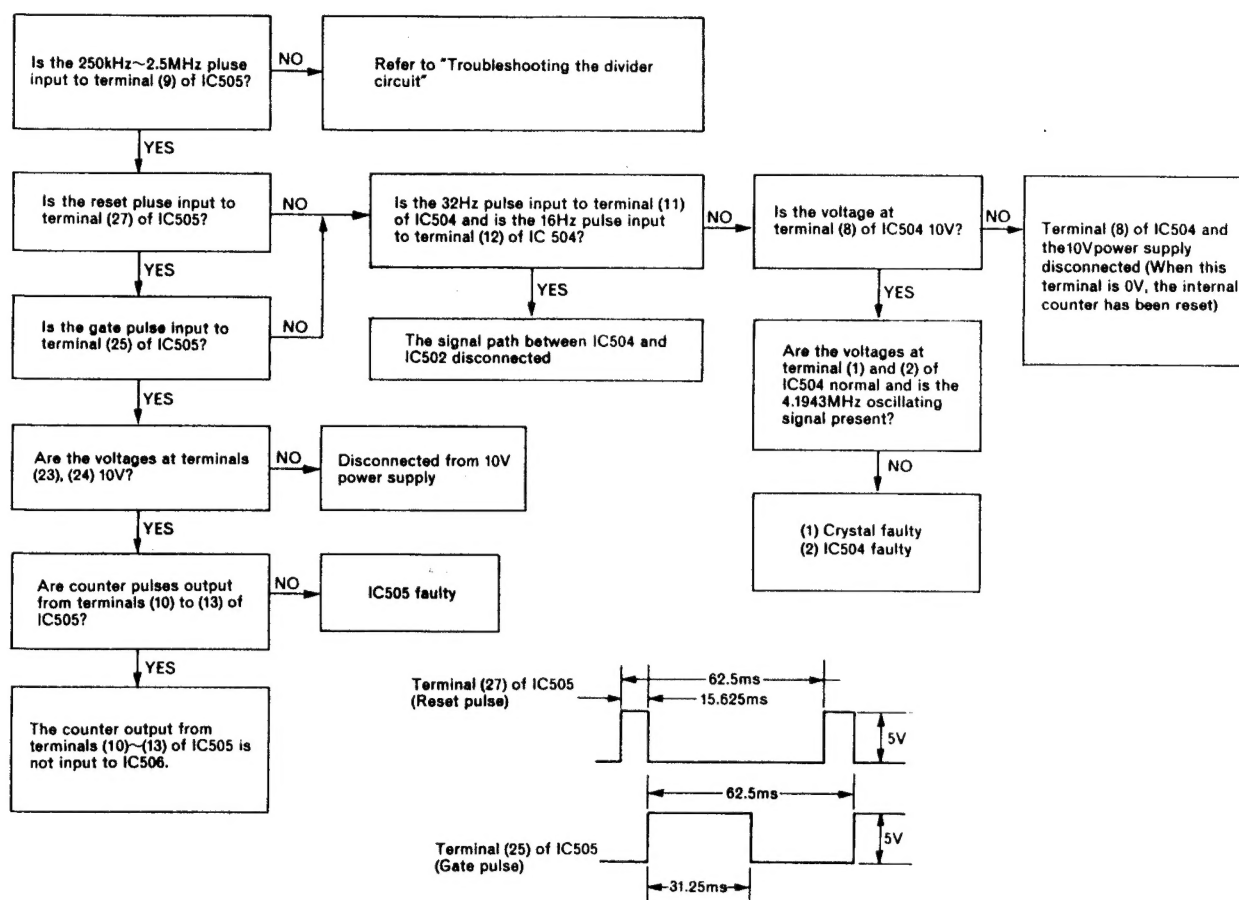 Is the 250kHz~2.5MHz pluse
input to terminal (9) of IC505?
NO
Refer to "Troubleshooting the divider
circuit"
YES
Is the reset pluse input to
terminal (27) of IC505?
NO
Is the 32Hz pulse input to terminal (11)
of IC504 and is the 16Hz pulse input
to terminal (12) of IC 504?
NO
Is the voltage at
terminal (8) of IC504 10V?
NO
Terminal (8) of IC504 and
the10Vpower supply
disconnected (When this
terminal is 0V, the internal
counter has been reset)
YES
YES
YES
Is the gate pulse input to
terminal (25) of IC505?
NO
The signal path between IC504 and
IC502 disconnected
Are the voltages at
terminal (1) and (2) of
IC504 normal and is the
4.1943MHz oscillating
signal present?
YES
Are the voltages at terminals
(23), (24) 10V?
NO
Disconnected from 10V
power supply
NO
(1) Crystal faulty
(2) IC504 faulty
YES
Are counter pulses output
from terminals (10) to (13) of
IC505?
NO
IC505 faulty
YES
The counter output from
terminals (10)~(13) of IC505 is
not input to IC506.
Terminal (27) of IC505
(Reset pulse)
62.5ms
15.625ms
5V
62.5ms
Terminal (25) of IC505
(Gate pulse)
5V
31.25ms